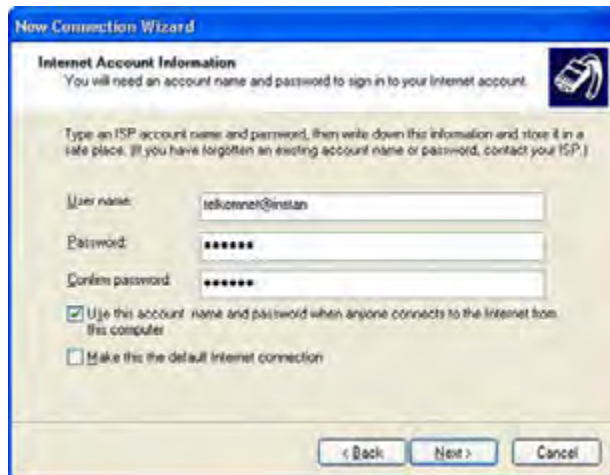 New Connection Wizard
Internet Account Information
You will need an account name and password to sign in to your Internet account.
Type an ISP account name and password, then write down this information and store it in a
safe place. (If you have forgotten an existing account name or password, contact your ISP.)
User name: telkomnet@instan
Password: ••••••
Confirm password: ••••••
Use this account name and password when anyone connects to the Internet from
this computer
Make this the default Internet connection
< Back Next > Cancel